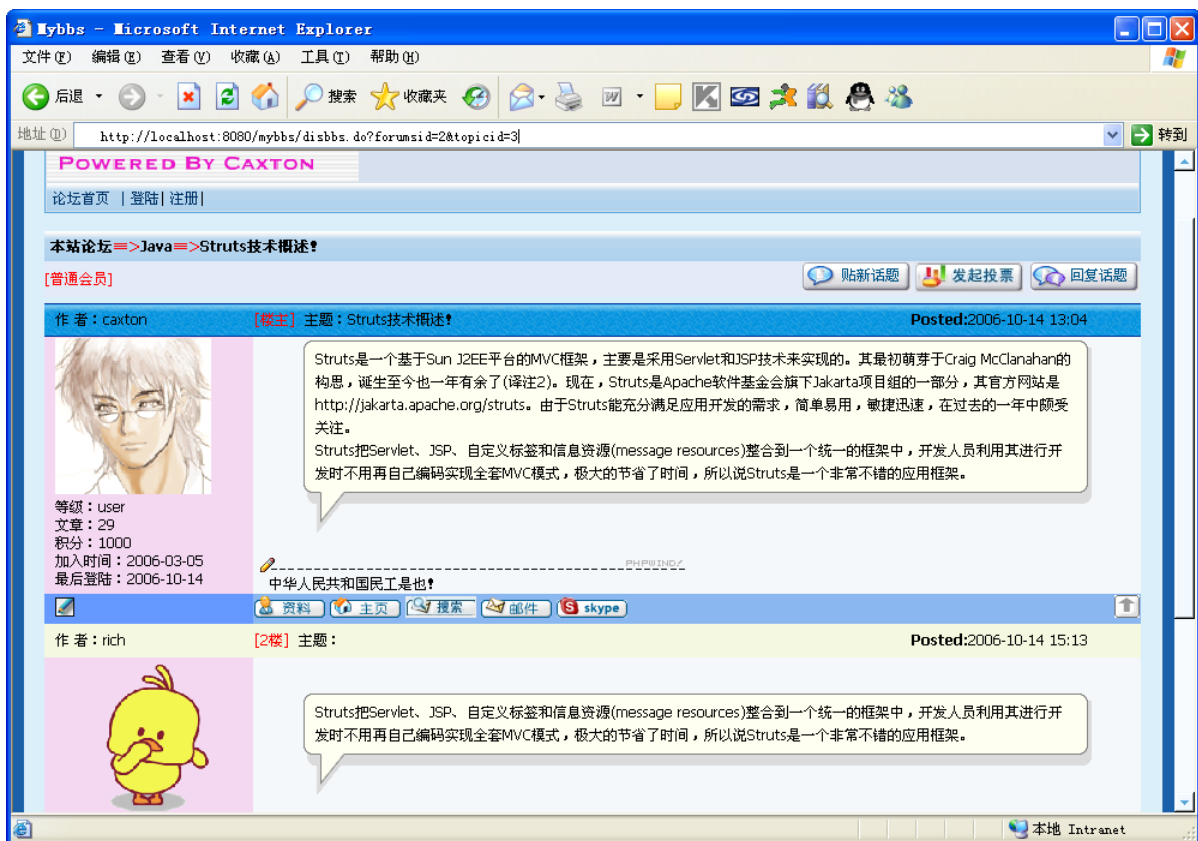 Mybbs - Microsoft Internet Explorer
文件(F) 编辑(E) 查看(V) 收藏(A) 工具(T) 帮助(H)
后退 搜索 收藏夹
地址(D) http://localhost:8080/mybbs/disbbs.do?forumsid=2&topicid=3 转到
POWERED BY CAXTON
论坛首页 | 登陆| 注册|
本站论坛==>Java==>Struts技术概述!
[普通会员] 贴新话题 发起投票 回复话题
作 者：caxton [楼主] 主题：Struts技术概述! Posted:2006-10-14 13:04
Struts是一个基于Sun J2EE平台的MVC框架，主要是采用Servlet和JSP技术来实现的。其最初萌芽于Craig McClanahan的
构思，诞生至今也一年有余了(译注2)。现在，Struts是Apache软件基金会旗下Jakarta项目组的一部分，其官方网站是
http://jakarta.apache.org/struts。由于Struts能充分满足应用开发的需求，简单易用，敏捷迅速，在过去的一年中颇受
关注。
Struts把Servlet、JSP、自定义标签和信息资源(message resources)整合到一个统一的框架中，开发人员利用其进行开
发时不用再自己编码实现全套MVC模式，极大的节省了时间，所以说Struts是一个非常不错的应用框架。
等级：user
文章：29
积分：1000
加入时间：2006-03-05
最后登陆：2006-10-14
PHPWIND/
中华人民共和国民工是也!
资料 主页 搜索 邮件 skype
作 者：rich [2楼] 主题： Posted:2006-10-14 15:13
Struts把Servlet、JSP、自定义标签和信息资源(message resources)整合到一个统一的框架中，开发人员利用其进行开
发时不用再自己编码实现全套MVC模式，极大的节省了时间，所以说Struts是一个非常不错的应用框架。
本地 Intranet